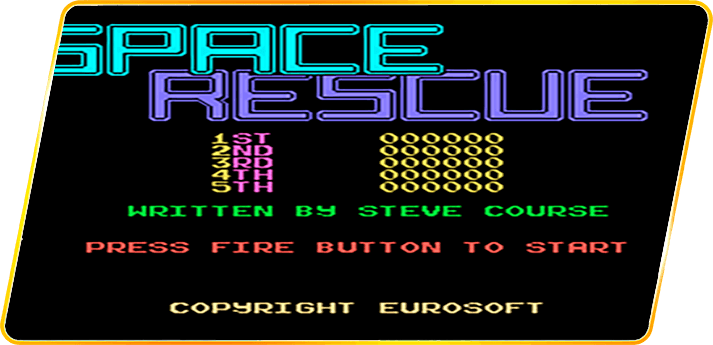 SPACE
RESCUE
1ST 000000
2ND 000000
3RD 000000
4TH 000000
5TH 000000
WRITTEN BY STEVE COURSE
PRESS FIRE BUTTON TO START
COPYRIGHT EUROSOFT